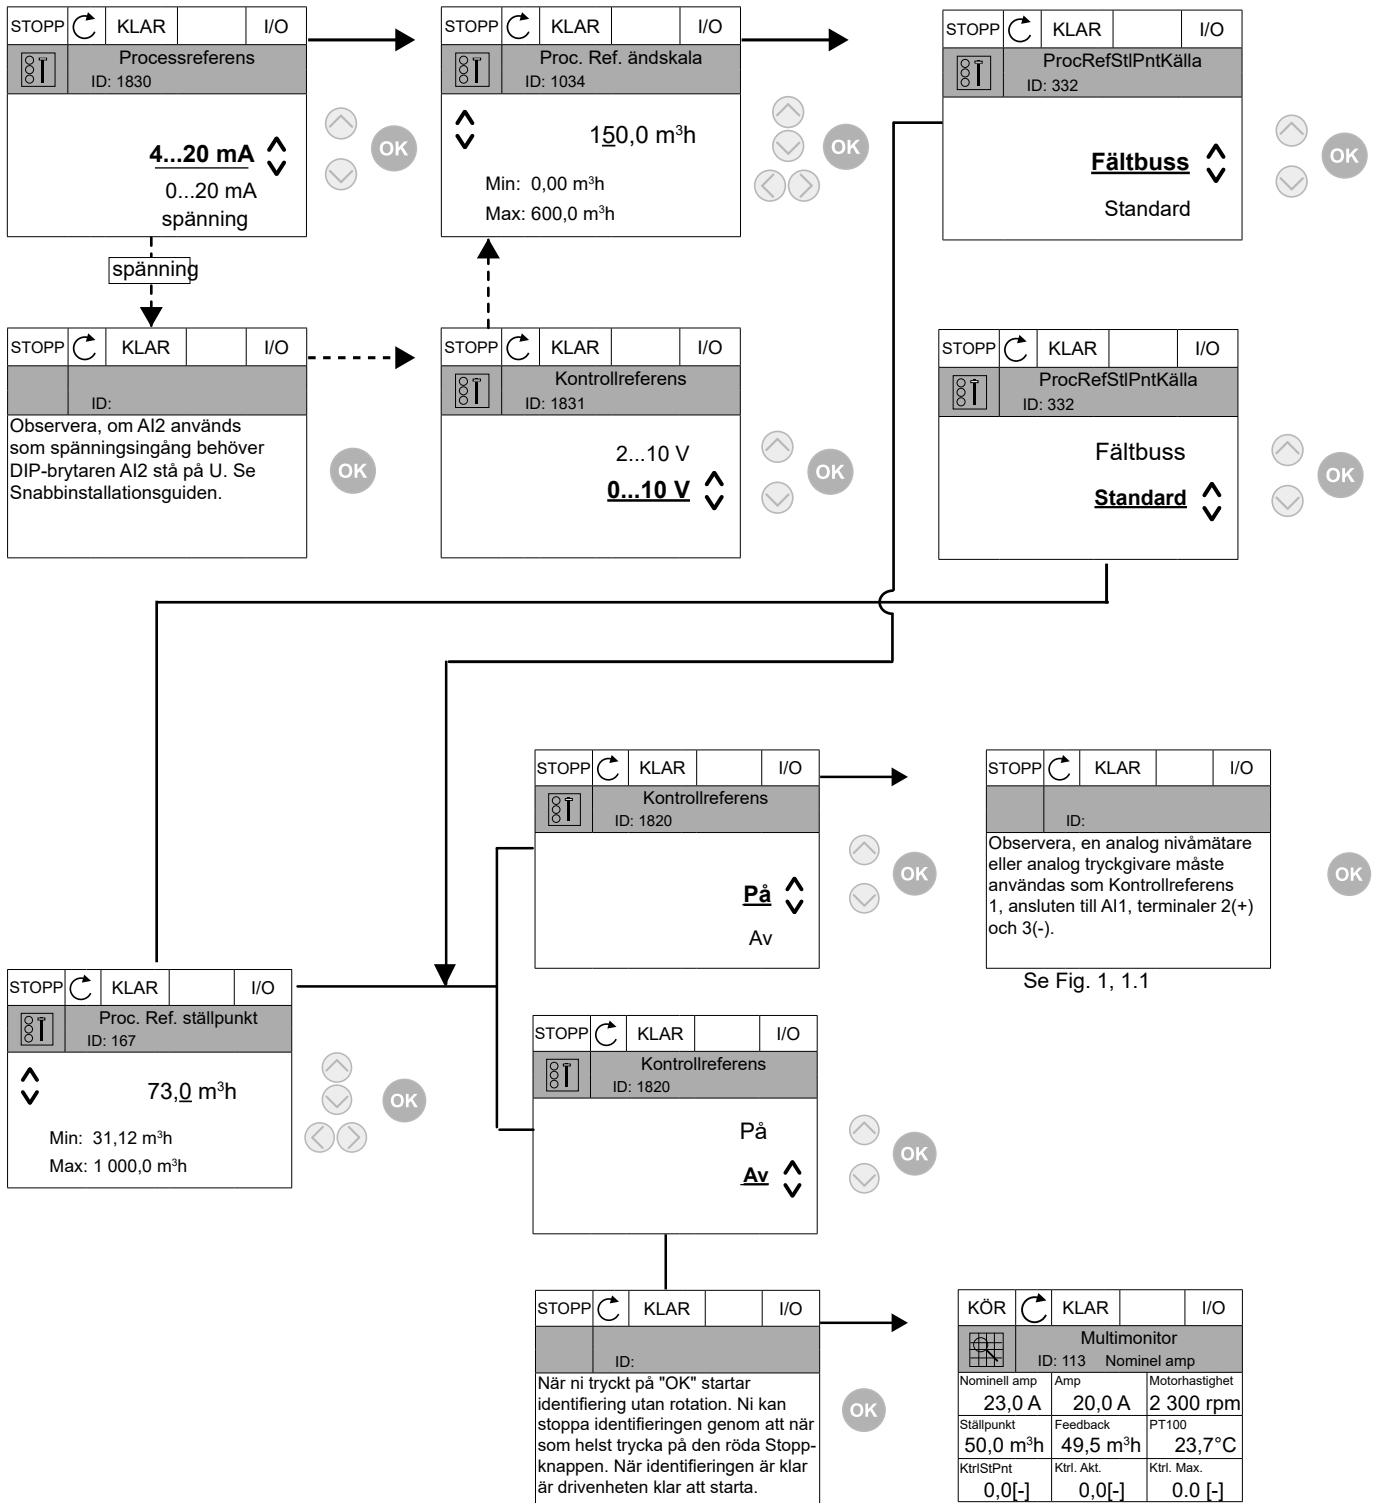 STOPP KLAR I/O
Processreferens
ID: 1830
4...20 mA
0...20 mA
spänning
OK
STOPP KLAR I/O
Proc. Ref. ändskala
ID: 1034
150,0 m³h
Min: 0,00 m³h
Max: 600,0 m³h
OK
STOPP KLAR I/O
ProcRefStlPntKälla
ID: 332
Fältbuss
Standard
OK
spänning
STOPP KLAR I/O
ID:
Observera, om AI2 används
som spänningsingång behöver
DIP-brytaren AI2 stå på U. Se
Snabbinstallationsguiden.
OK
STOPP KLAR I/O
Kontrollreferens
ID: 1831
2...10 V
0...10 V
OK
STOPP KLAR I/O
ProcRefStlPntKälla
ID: 332
Fältbuss
Standard
OK
STOPP KLAR I/O
Kontrollreferens
ID: 1820
På
Av
OK
STOPP KLAR I/O
ID:
Observera, en analog nivåmätare
eller analog tryckgivare måste
användas som Kontrollreferens
1, ansluten till AI1, terminaler 2(+)
och 3(-).
OK
Se Fig. 1, 1.1
STOPP KLAR I/O
Proc. Ref. ställpunkt
ID: 167
73,0 m³h
Min: 31,12 m³h
Max: 1 000,0 m³h
OK
STOPP KLAR I/O
Kontrollreferens
ID: 1820
På
Av
OK
STOPP KLAR I/O
ID:
När ni tryckt på "OK" startar
identifiering utan rotation. Ni kan
stoppa identifieringen genom att när
som helst trycka på den röda Stopp-
knappen. När identifieringen är klar
är drivenheten klar att starta.
OK
KÖR KLAR I/O
Multimonitor
ID: 113 Nominel amp
Nominell amp Amp Motorhastighet
23,0 A 20,0 A 2 300 rpm
Ställpunkt Feedback PT100
50,0 m³h 49,5 m³h 23,7°C
KtrlStPnt Ktrl. Akt. Ktrl. Max.
0,0[-] 0,0[-] 0.0 [-]